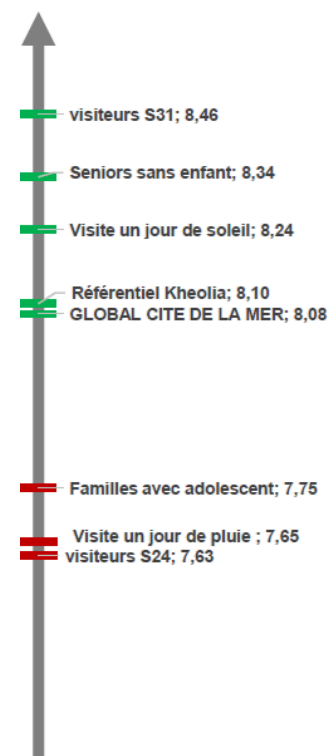 visiteurs S31; 8,46
Seniors sans enfant; 8,34
Visite un jour de soleil; 8,24
Référentiel Kheolia; 8,10
GLOBAL CITE DE LA MER; 8,08
Familles avec adolescent; 7,75
Visite un jour de pluie ; 7,65
visiteurs S24; 7,63